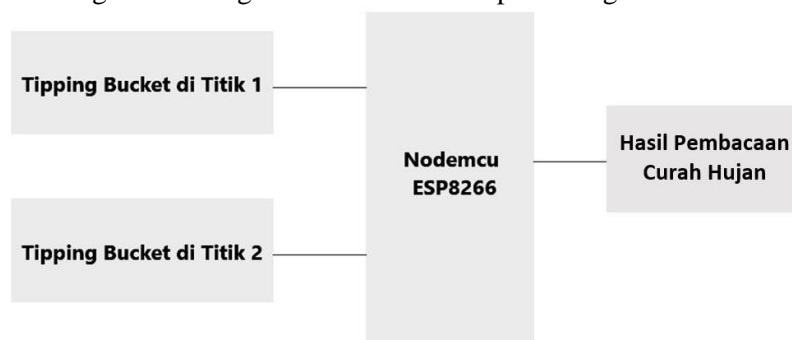 Tipping Bucket di Titik 1
Nodemcu
ESP8266
Hasil Pembacaan
Curah Hujan
Tipping Bucket di Titik 2